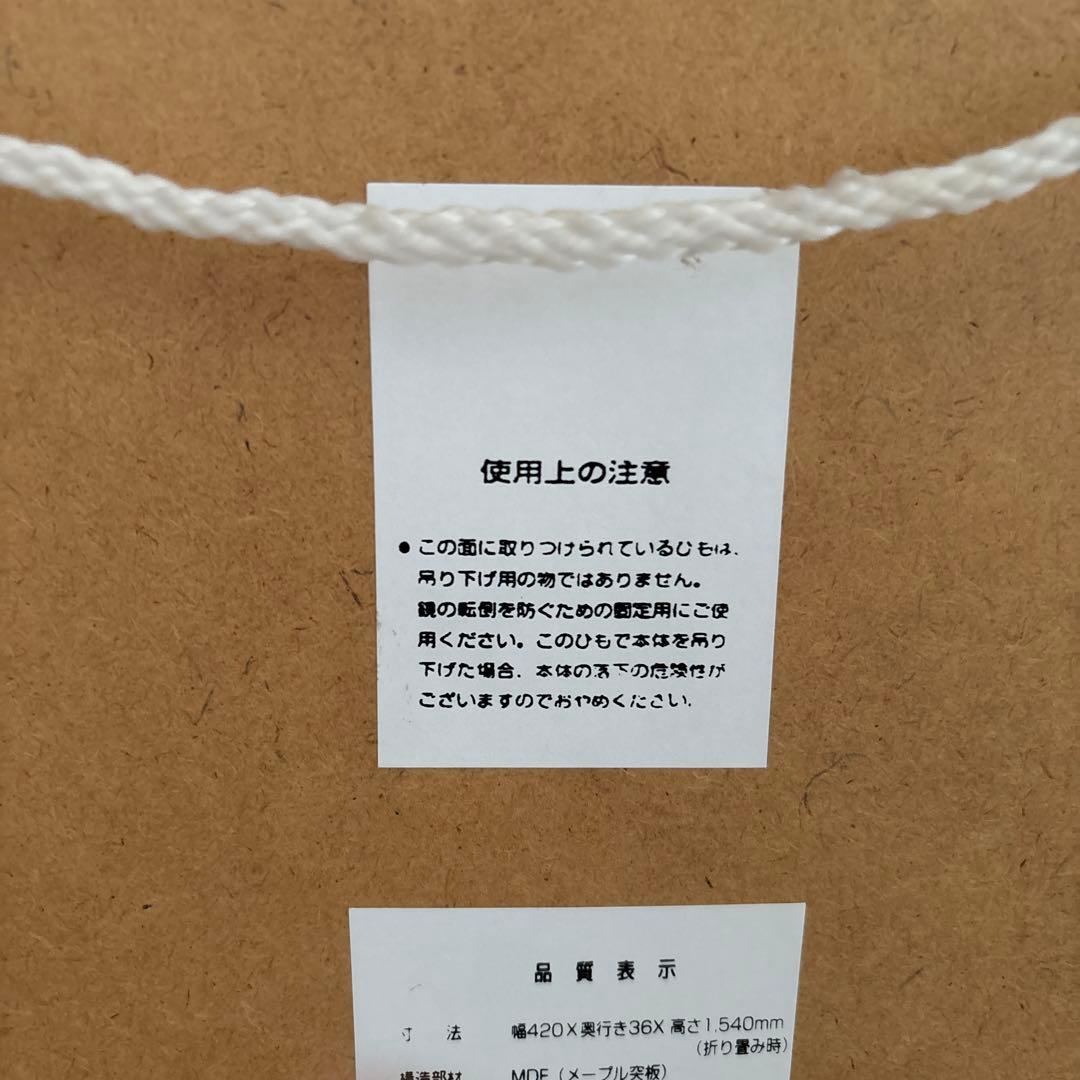 使用上の注意
● この面に取りつけられているひもは、
吊り下げ用の物ではありません。
鏡の転倒を防ぐための固定用にご使
用ください。このひもで本体を吊り
下げた場合、本体の落下の危険性が
ございますのでおやめください。
品 質 表 示
寸 法 幅420X奥行き36X高さ1,540mm
(折り畳み時)
構造部材 MDF（メープル突板）